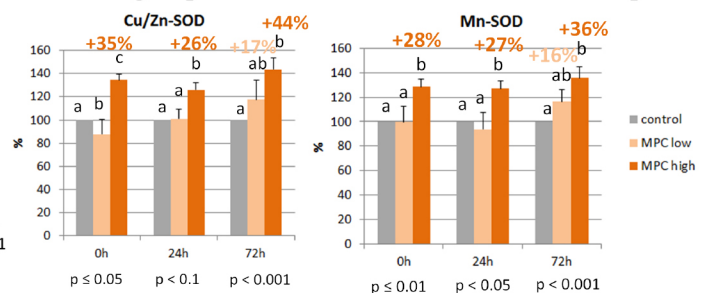 Cu/Zn-SOD
+44%
+35%
+26%
+17%
160
140
120
100
80
60
40
20
0
%
a
b
c
a
a
b
a
ab
b
0h
24h
72h
p ≤ 0.05
p < 0.1
p < 0.001
1
Mn-SOD
+28%
+27%
+16%
+36%
160
140
120
100
80
60
40
20
0
%
a
a
b
a
a
b
a
ab
b
0h
24h
72h
p ≤ 0.01
p < 0.05
p < 0.001
control
MPC low
MPC high